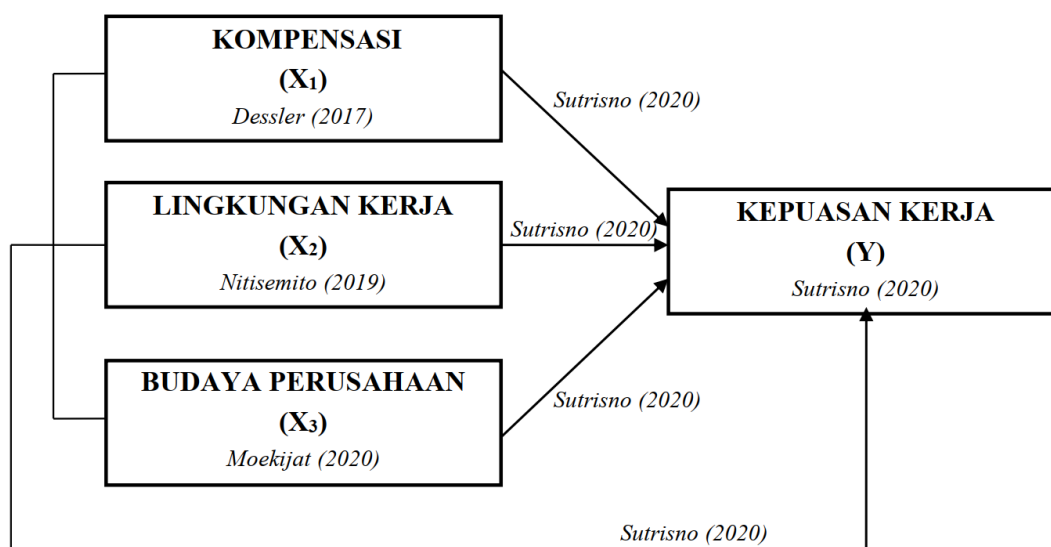 KOMPENSASI
(X₁)
Dessler (2017)
Sutrisno (2020)
LINGKUNGAN KERJA
(X₂)
Nitisemito (2019)
Sutrisno (2020)
KEPUASAN KERJA
(Y)
Sutrisno (2020)
BUDAYA PERUSAHAAN
(X₃)
Moekijat (2020)
Sutrisno (2020)
Sutrisno (2020)